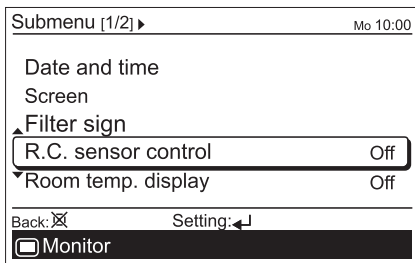 Submenu [1/2] Mo 10:00
Date and time
Screen
Filter sign
R.C. sensor control Off
Room temp. display Off
Back: Setting:
Monitor